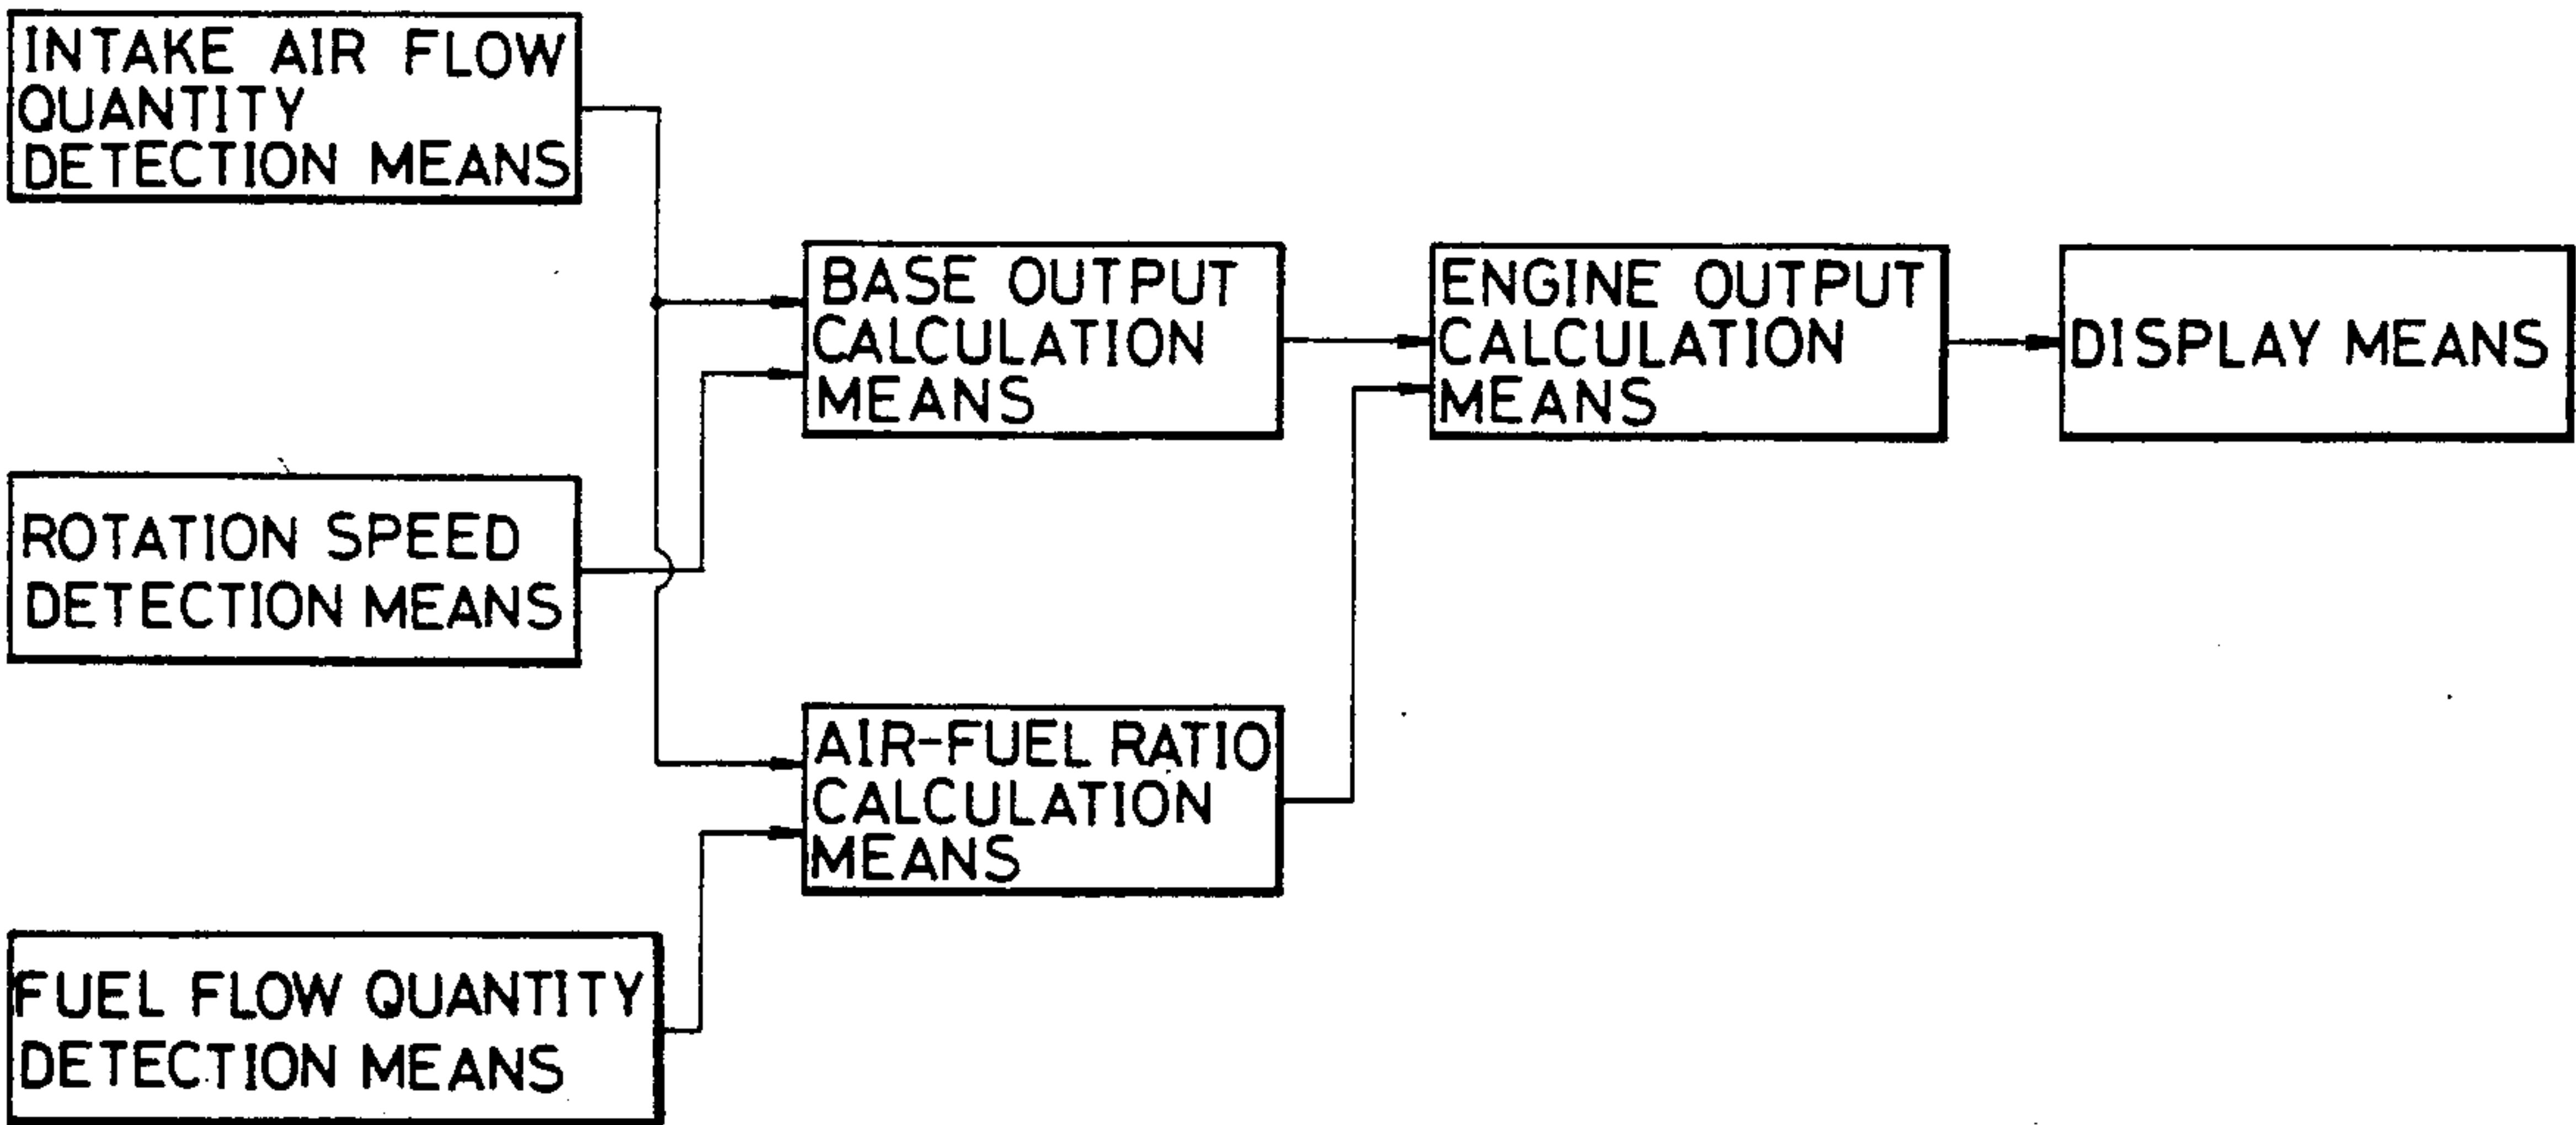 INTAKE AIR FLOW
QUANTITY
DETECTION MEANS
BASE OUTPUT
CALCULATION
MEANS
ENGINE OUTPUT
CALCULATION
MEANS
DISPLAY MEANS
ROTATION SPEED
DETECTION MEANS
AIR-FUEL RATIO
CALCULATION
MEANS
FUEL FLOW QUANTITY
DETECTION MEANS